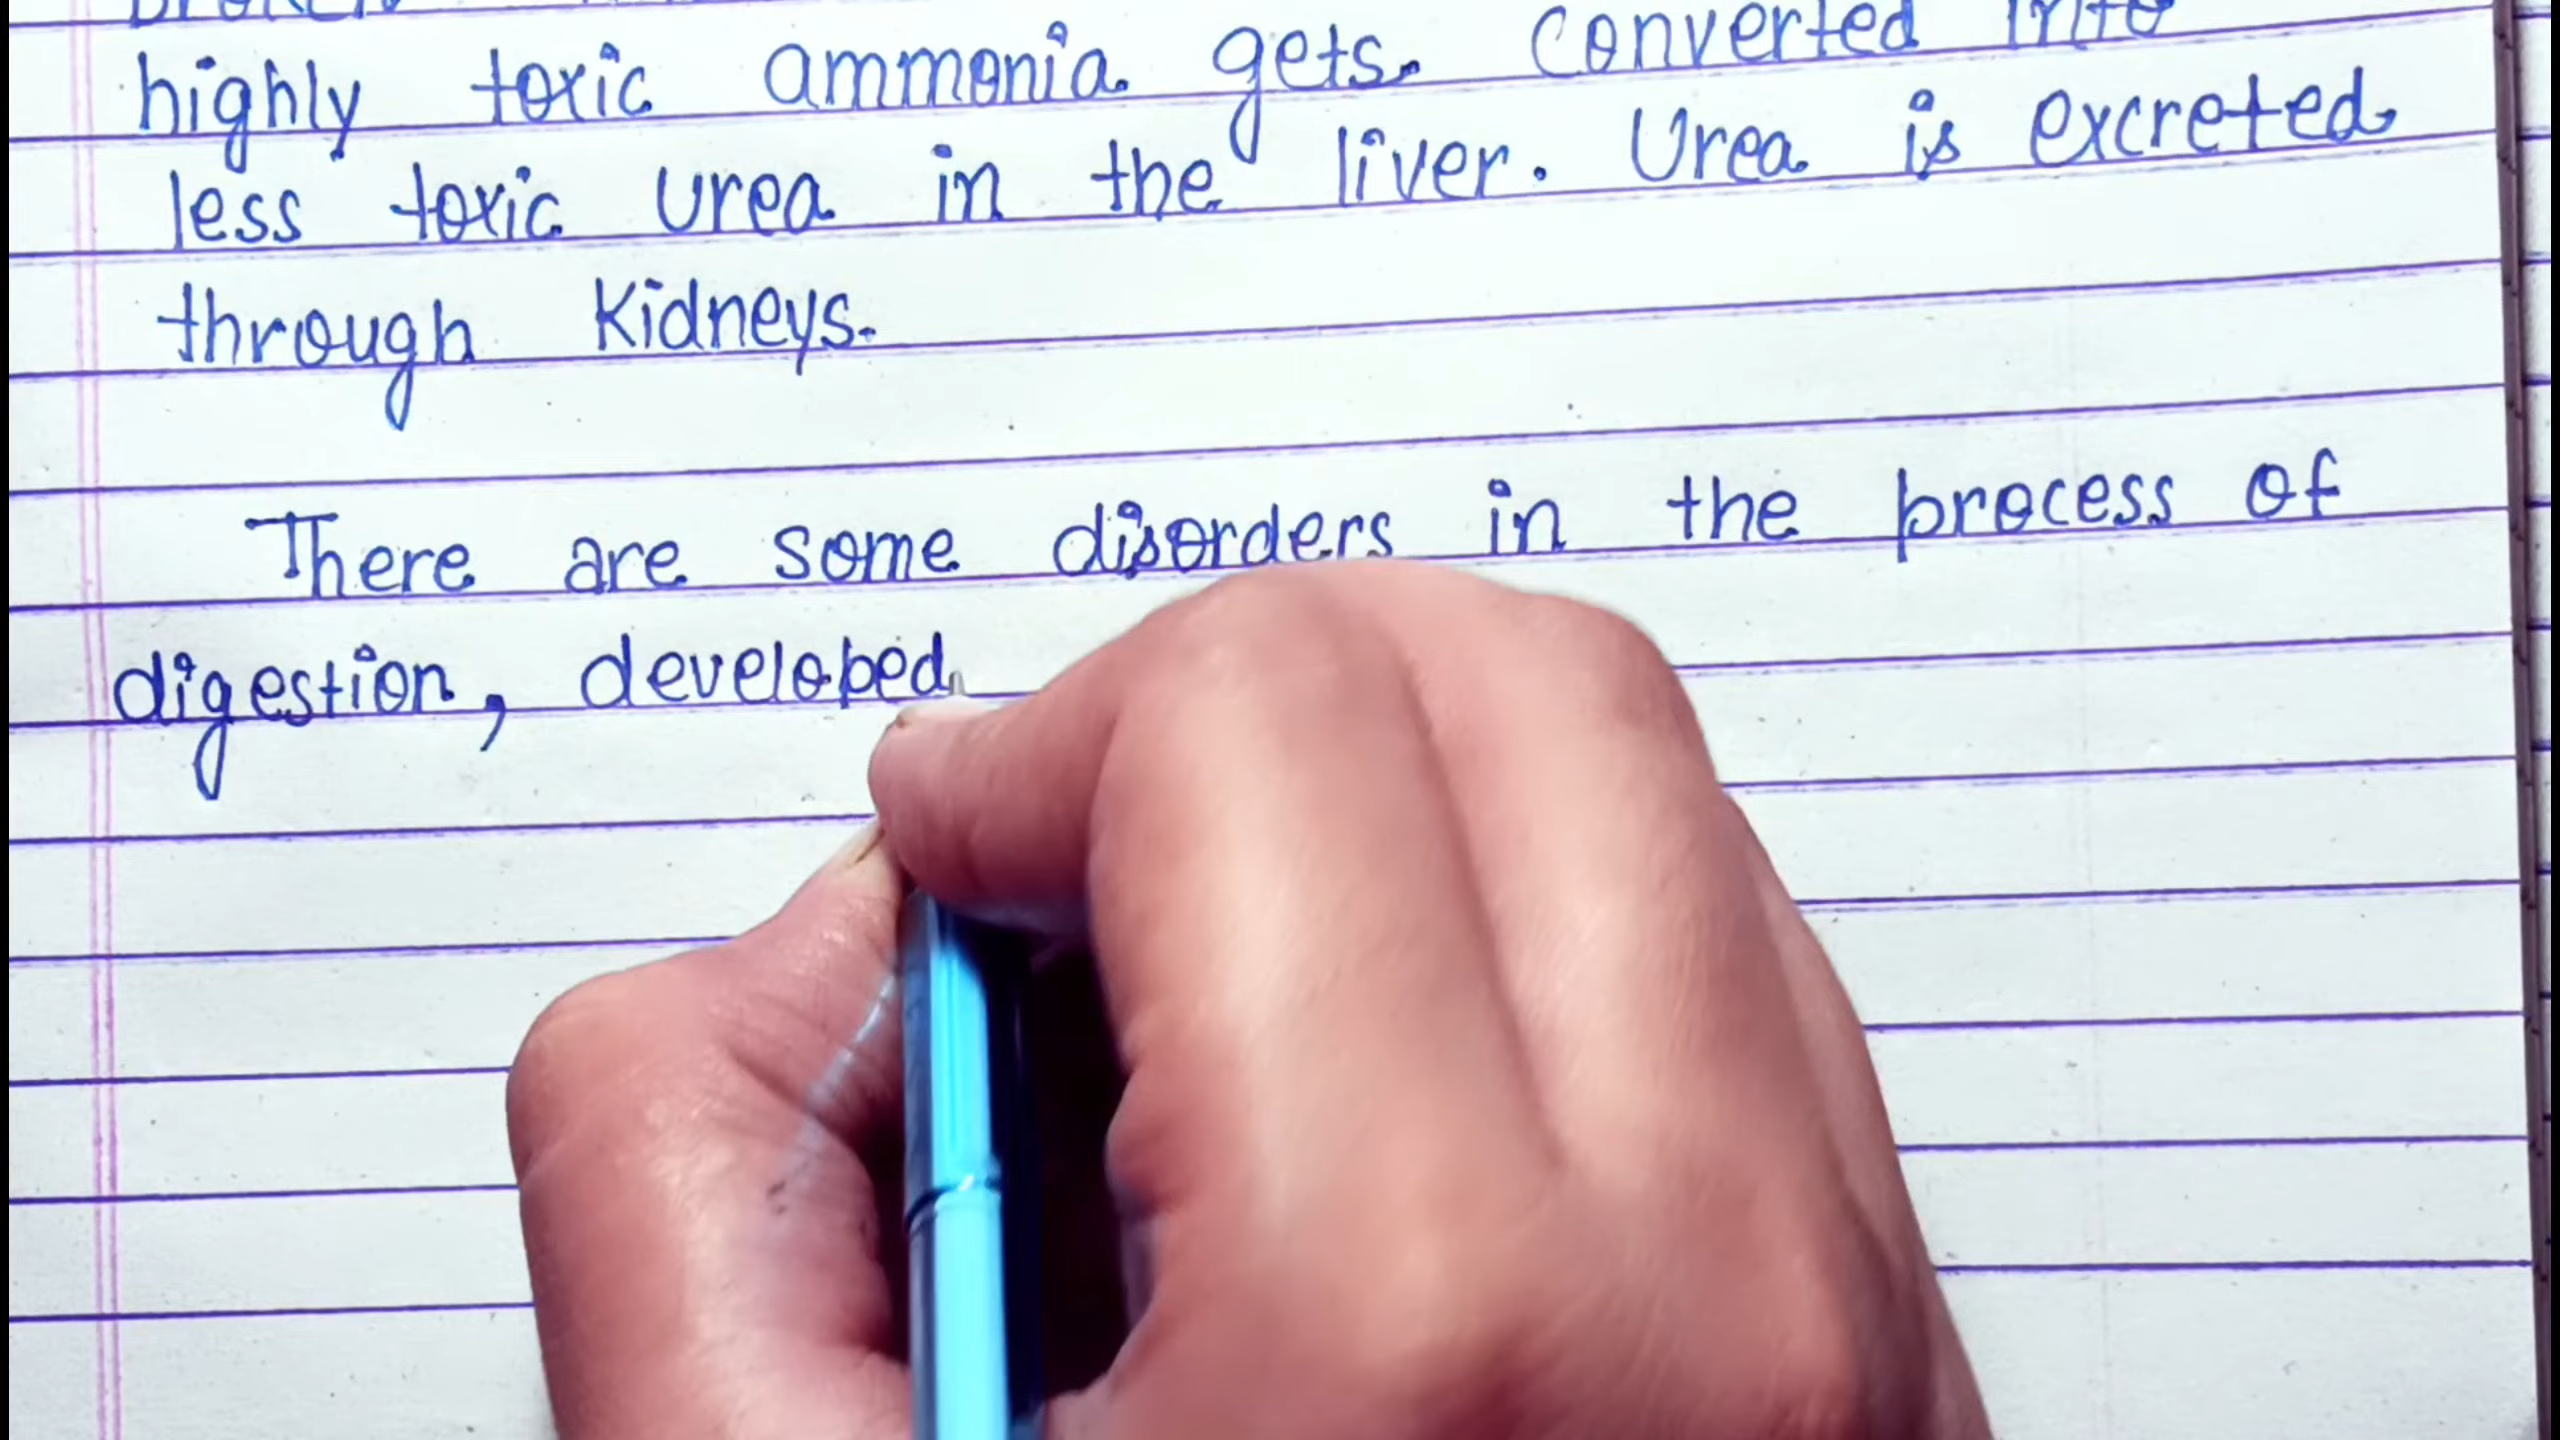 highly toxic ammonia gets converted into
less toxic urea in the liver. Urea is excreted
through kidneys.
There are some disorders in the process of
digestion, developed